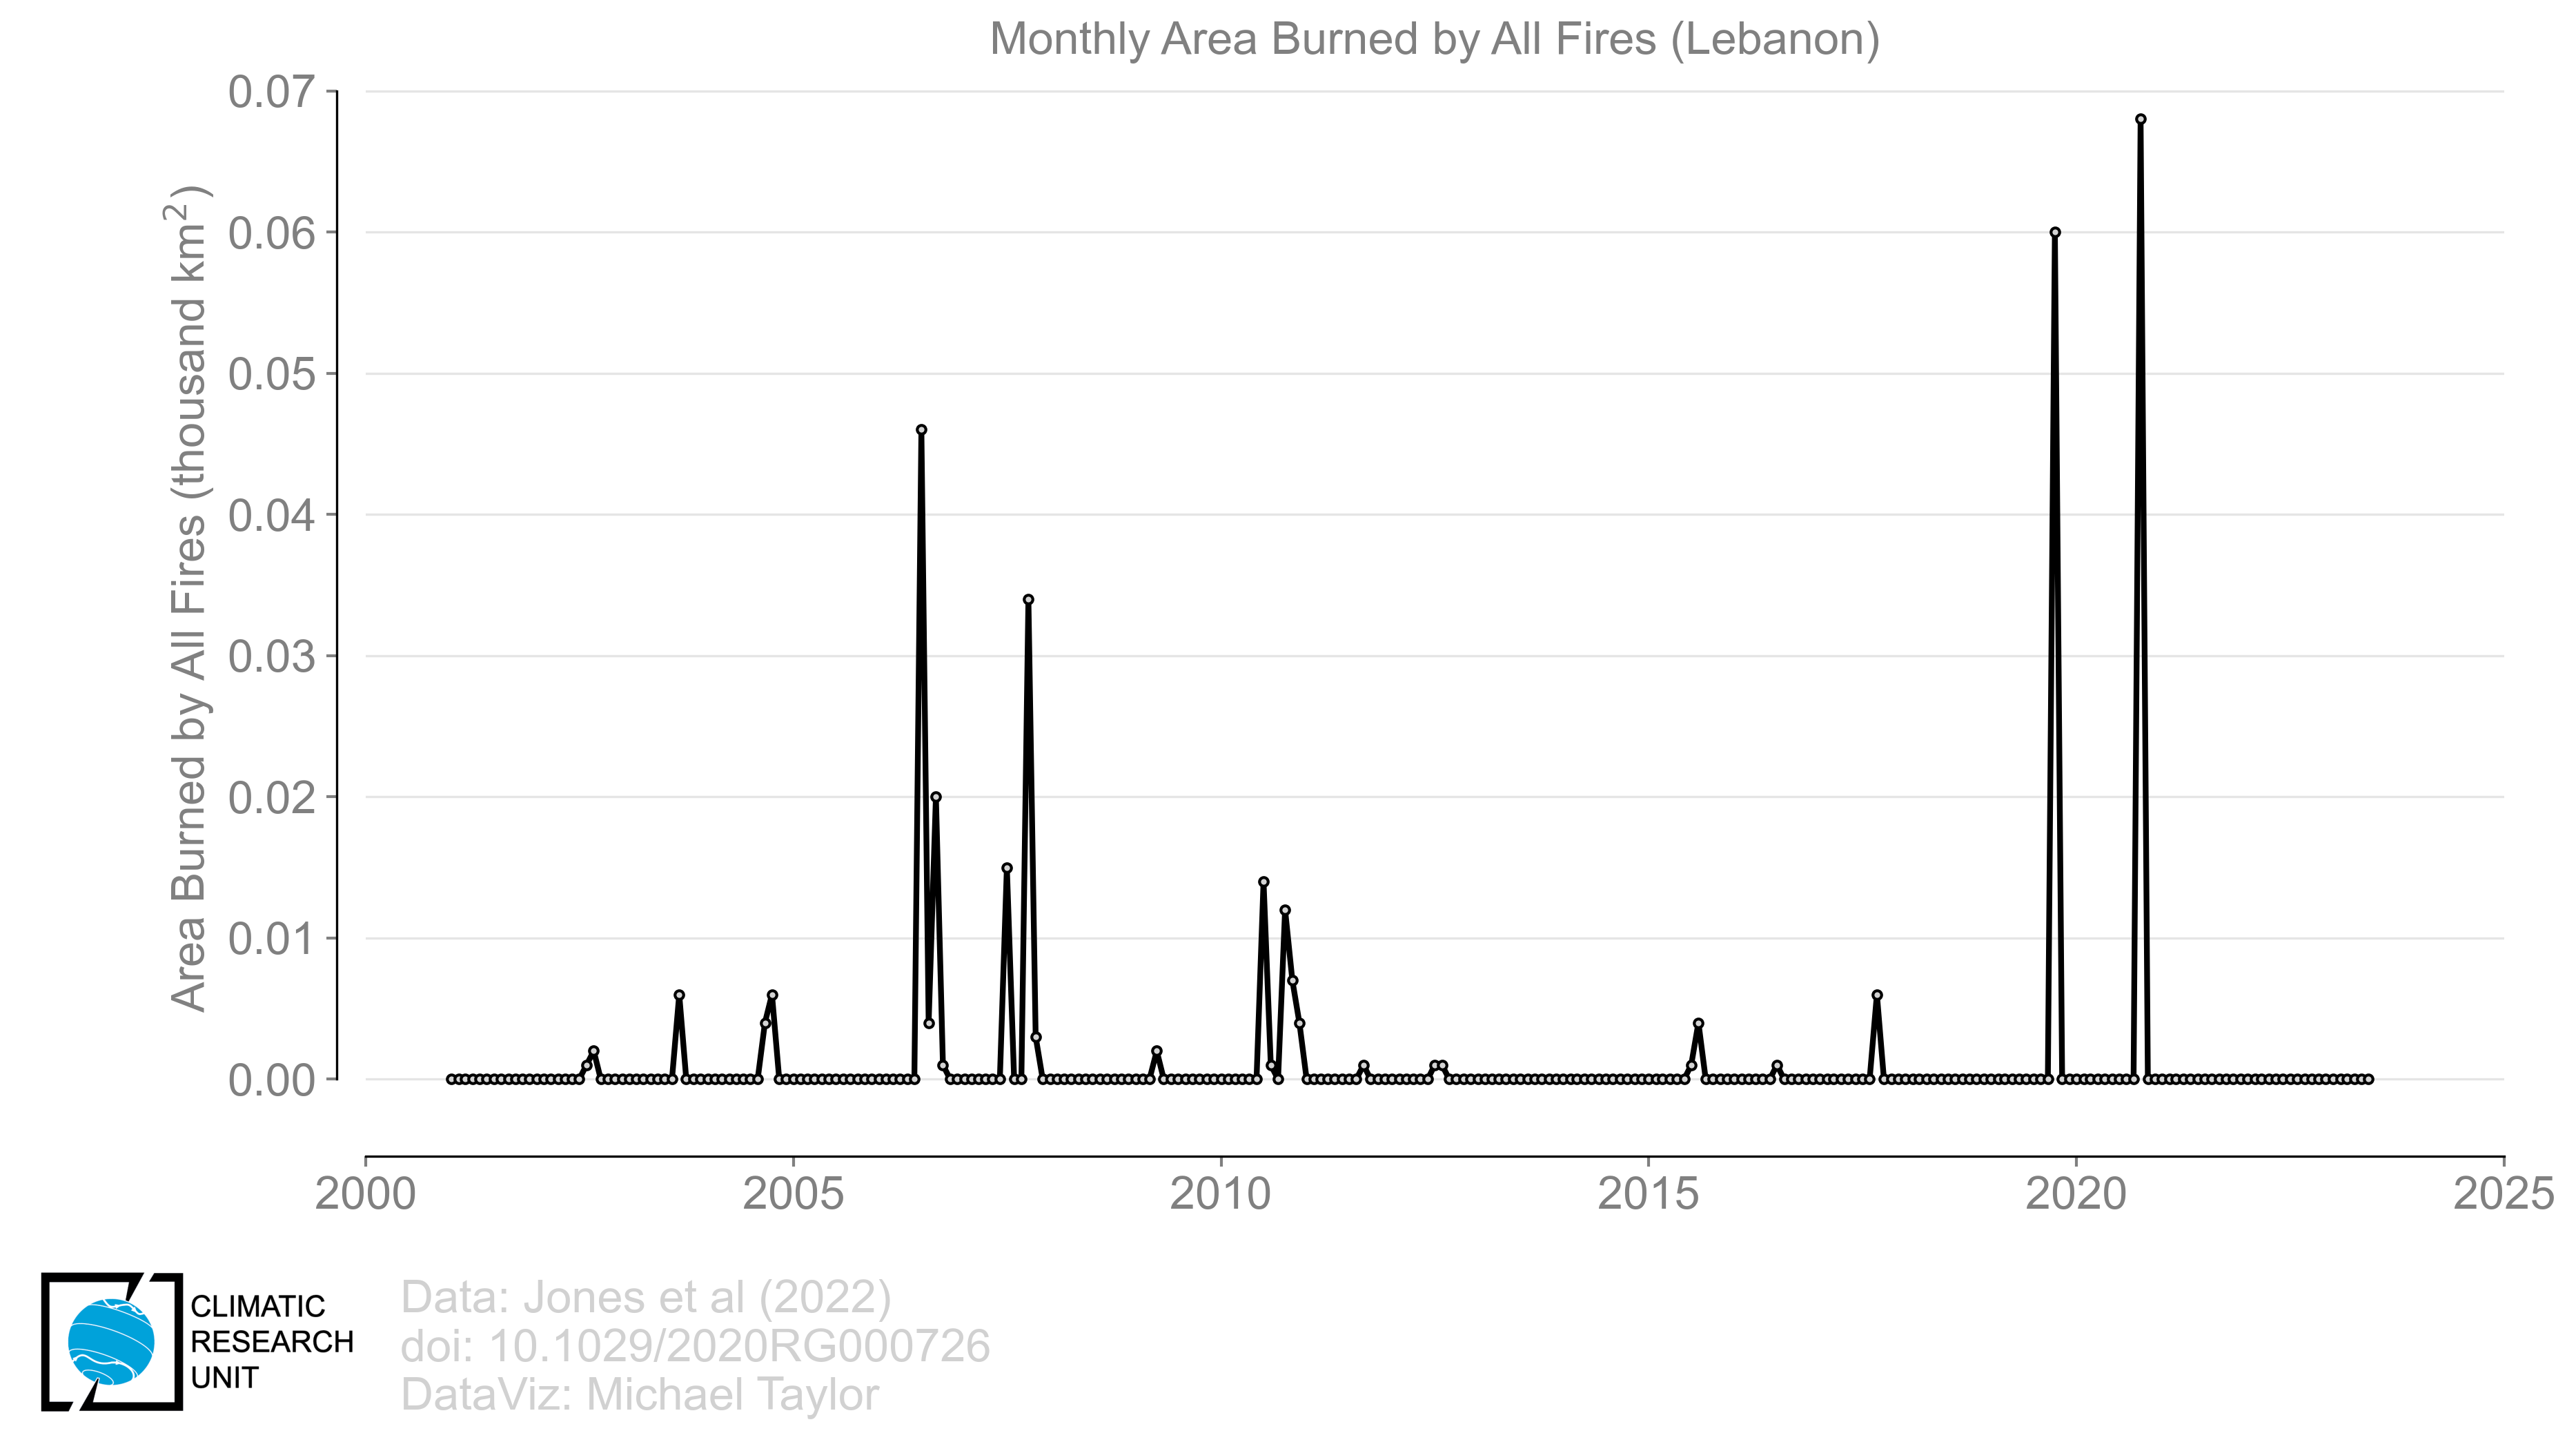 Monthly Area Burned by All Fires (Lebanon)
Area Burned by All Fires (thousand km²)
0.07
0.06
0.05
0.04
0.03
0.02
0.01
0.00
2000 2005 2010 2015 2020 2025
CLIMATIC
RESEARCH
UNIT
Data: Jones et al (2022)
doi: 10.1029/2020RG000726
DataViz: Michael Taylor